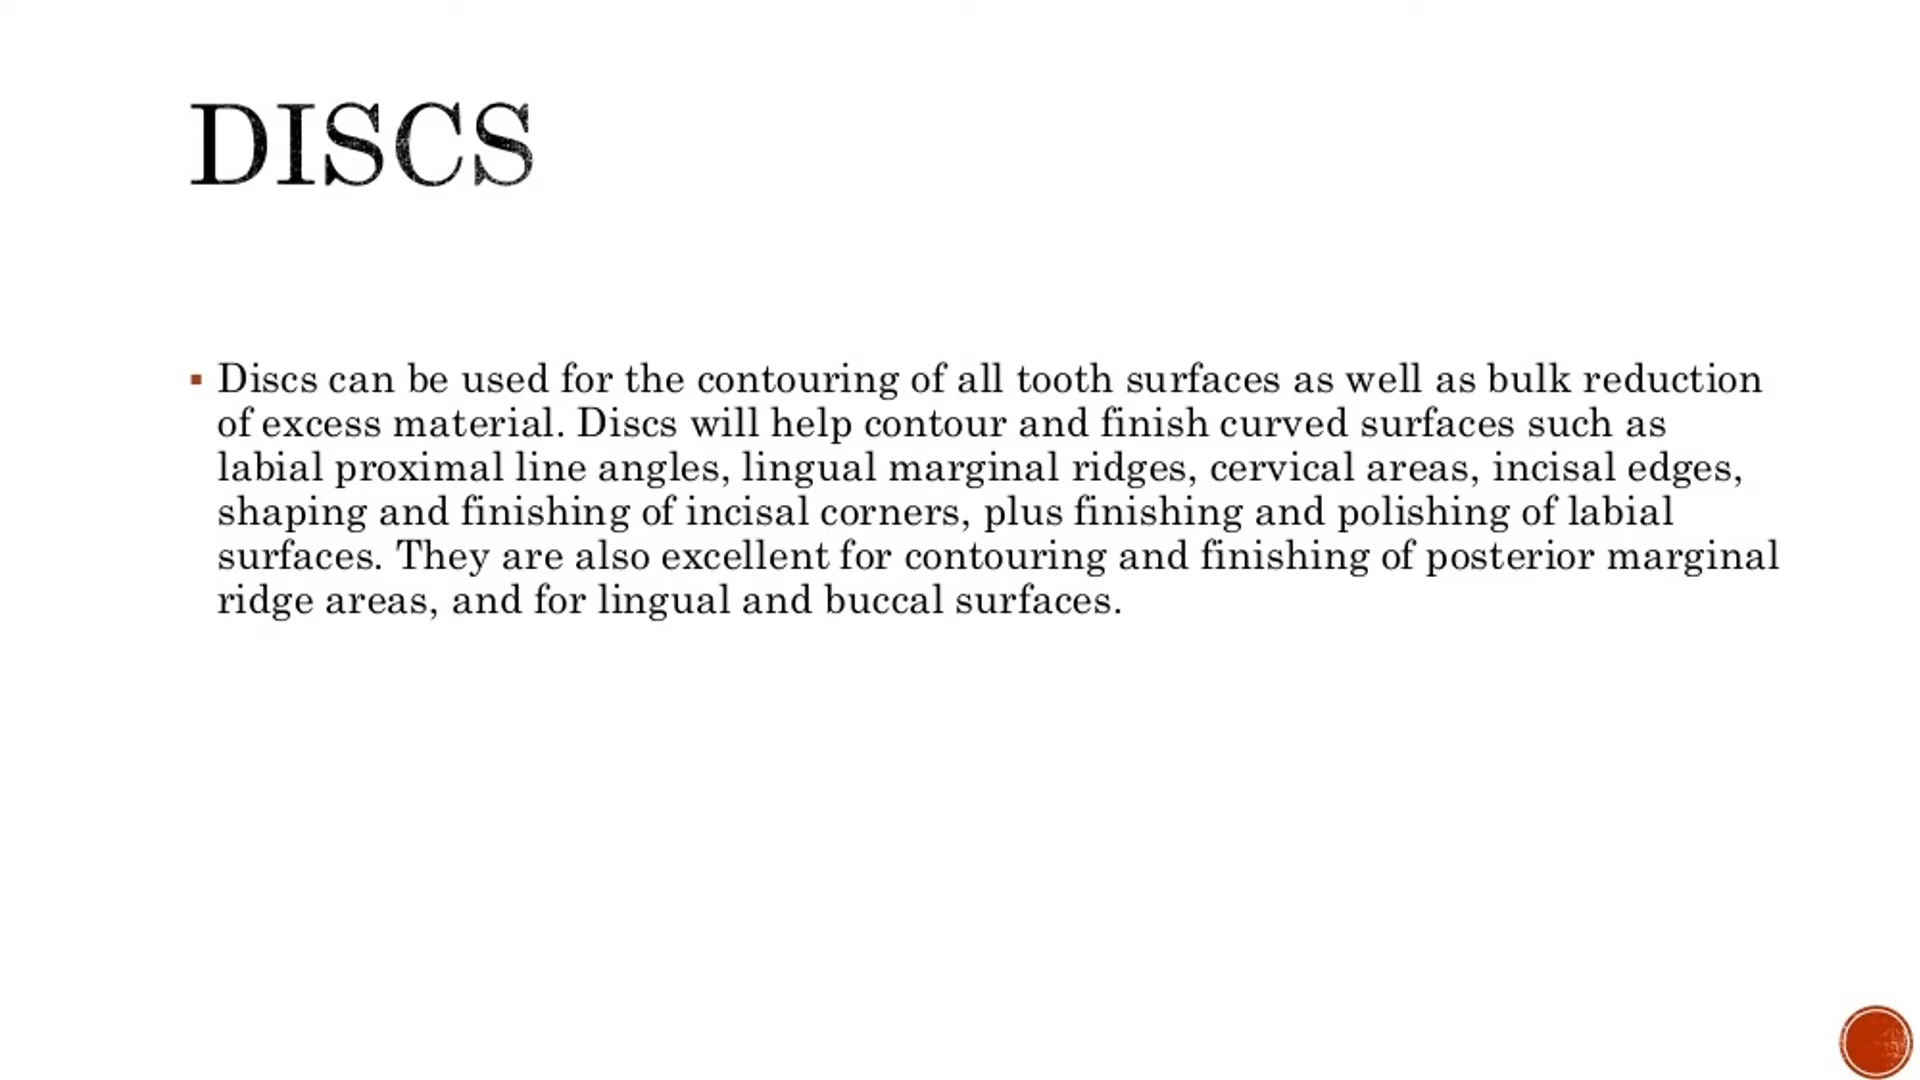 DISCS
▪ Discs can be used for the contouring of all tooth surfaces as well as bulk reduction
of excess material. Discs will help contour and finish curved surfaces such as
labial proximal line angles, lingual marginal ridges, cervical areas, incisal edges,
shaping and finishing of incisal corners, plus finishing and polishing of labial
surfaces. They are also excellent for contouring and finishing of posterior marginal
ridge areas, and for lingual and buccal surfaces.